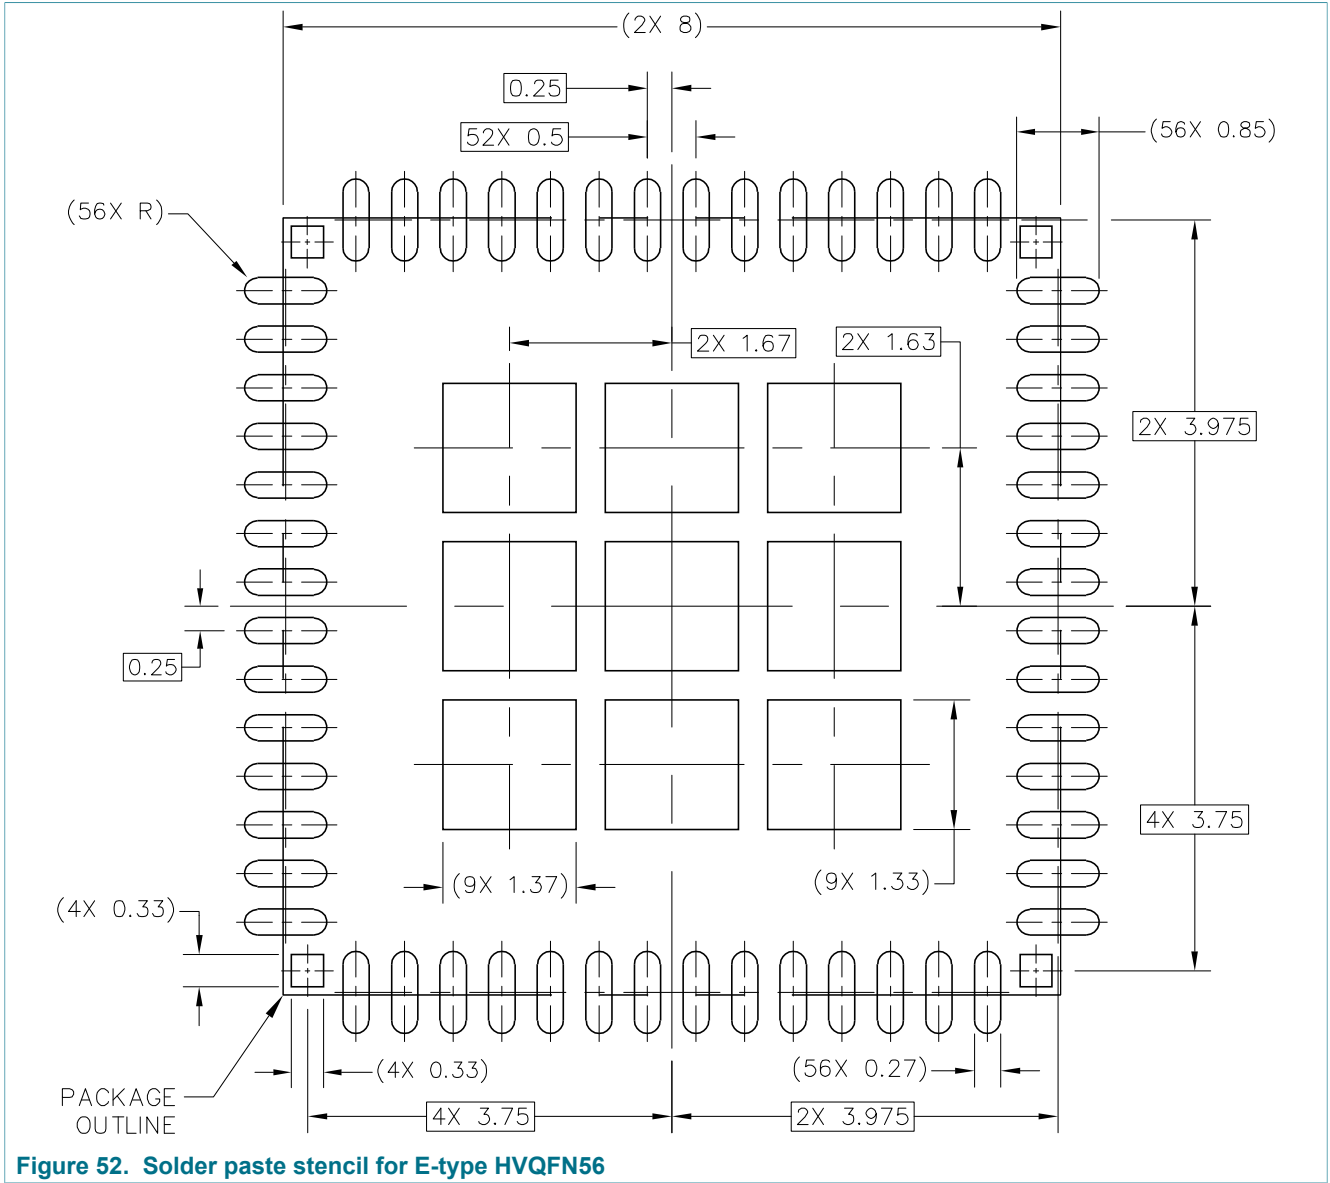 (2X 8)
0.25
52X 0.5
(56X 0.85)
(56X R)
2X 1.67
2X 1.63
2X 3.975
0.25
4X 3.75
(9X 1.37)
(9X 1.33)
(4X 0.33)
(4X 0.33)
(56X 0.27)
PACKAGE
OUTLINE
4X 3.75
2X 3.975
Figure 52. Solder paste stencil for E-type HVQFN56